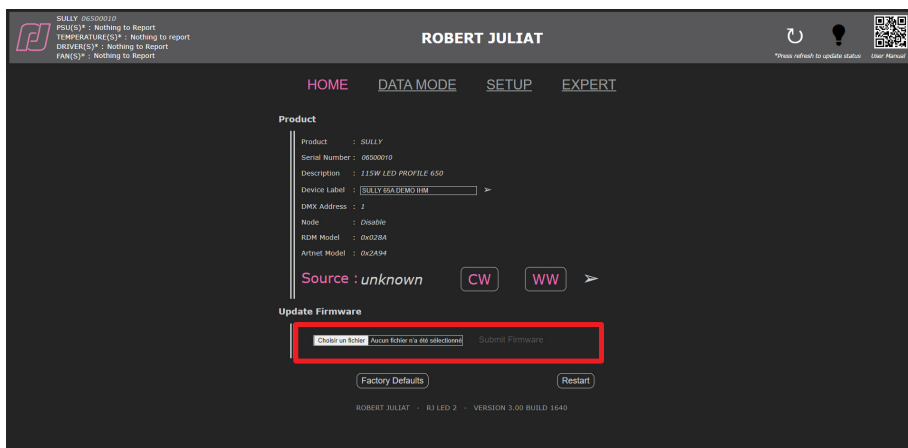 SULLY 06500010
PSU(S)* : Nothing to Report
TEMPERATURE(S)* : Nothing to report
DRIVER(S)* : Nothing to Report
FAN(S)* : Nothing to Report
ROBERT JULIAT
*Press refresh to update status
User Manual
HOME DATA MODE SETUP EXPERT
Product
Product : SULLY
Serial Number : 06500010
Description : 115W LED PROFILE 650
Device Label : SULLY 65A DEMO IHM ➢
DMX Address : 1
Node : Disable
RDM Model : 0x028A
Artnet Model : 0x2A94
Source : unknown CW WW ➢
Update Firmware
Choisir un fichier Aucun fichier n'a été sélectionné Submit Firmware
Factory Defaults Restart
ROBERT JULIAT - RJ LED 2 - VERSION 3.00 BUILD 1640